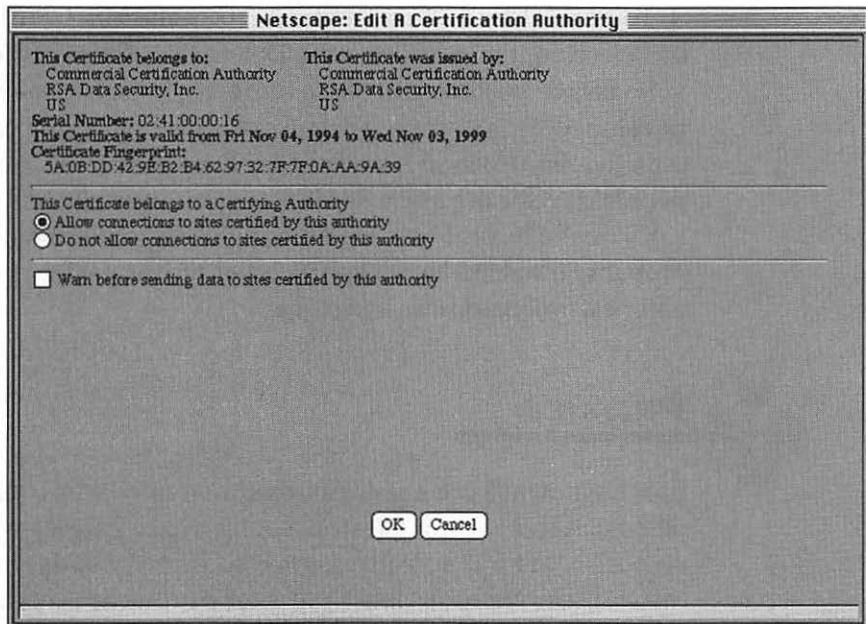 Netscape: Edit A Certification Authority
This Certificate belongs to: This Certificate was issued by:
Commercial Certification Authority Commercial Certification Authority
RSA Data Security, Inc. RSA Data Security, Inc.
US US
Serial Number: 02:41:00:00:16
This Certificate is valid from Fri Nov 04, 1994 to Wed Nov 03, 1999
Certificate Fingerprint:
5A:0B:DD:42:9E:B2:B4:62:97:32:7F:7F:0A:AA:9A:39
This Certificate belongs to a Certifying Authority
Allow connections to sites certified by this authority
Do not allow connections to sites certified by this authority
Warn before sending data to sites certified by this authority
OK Cancel